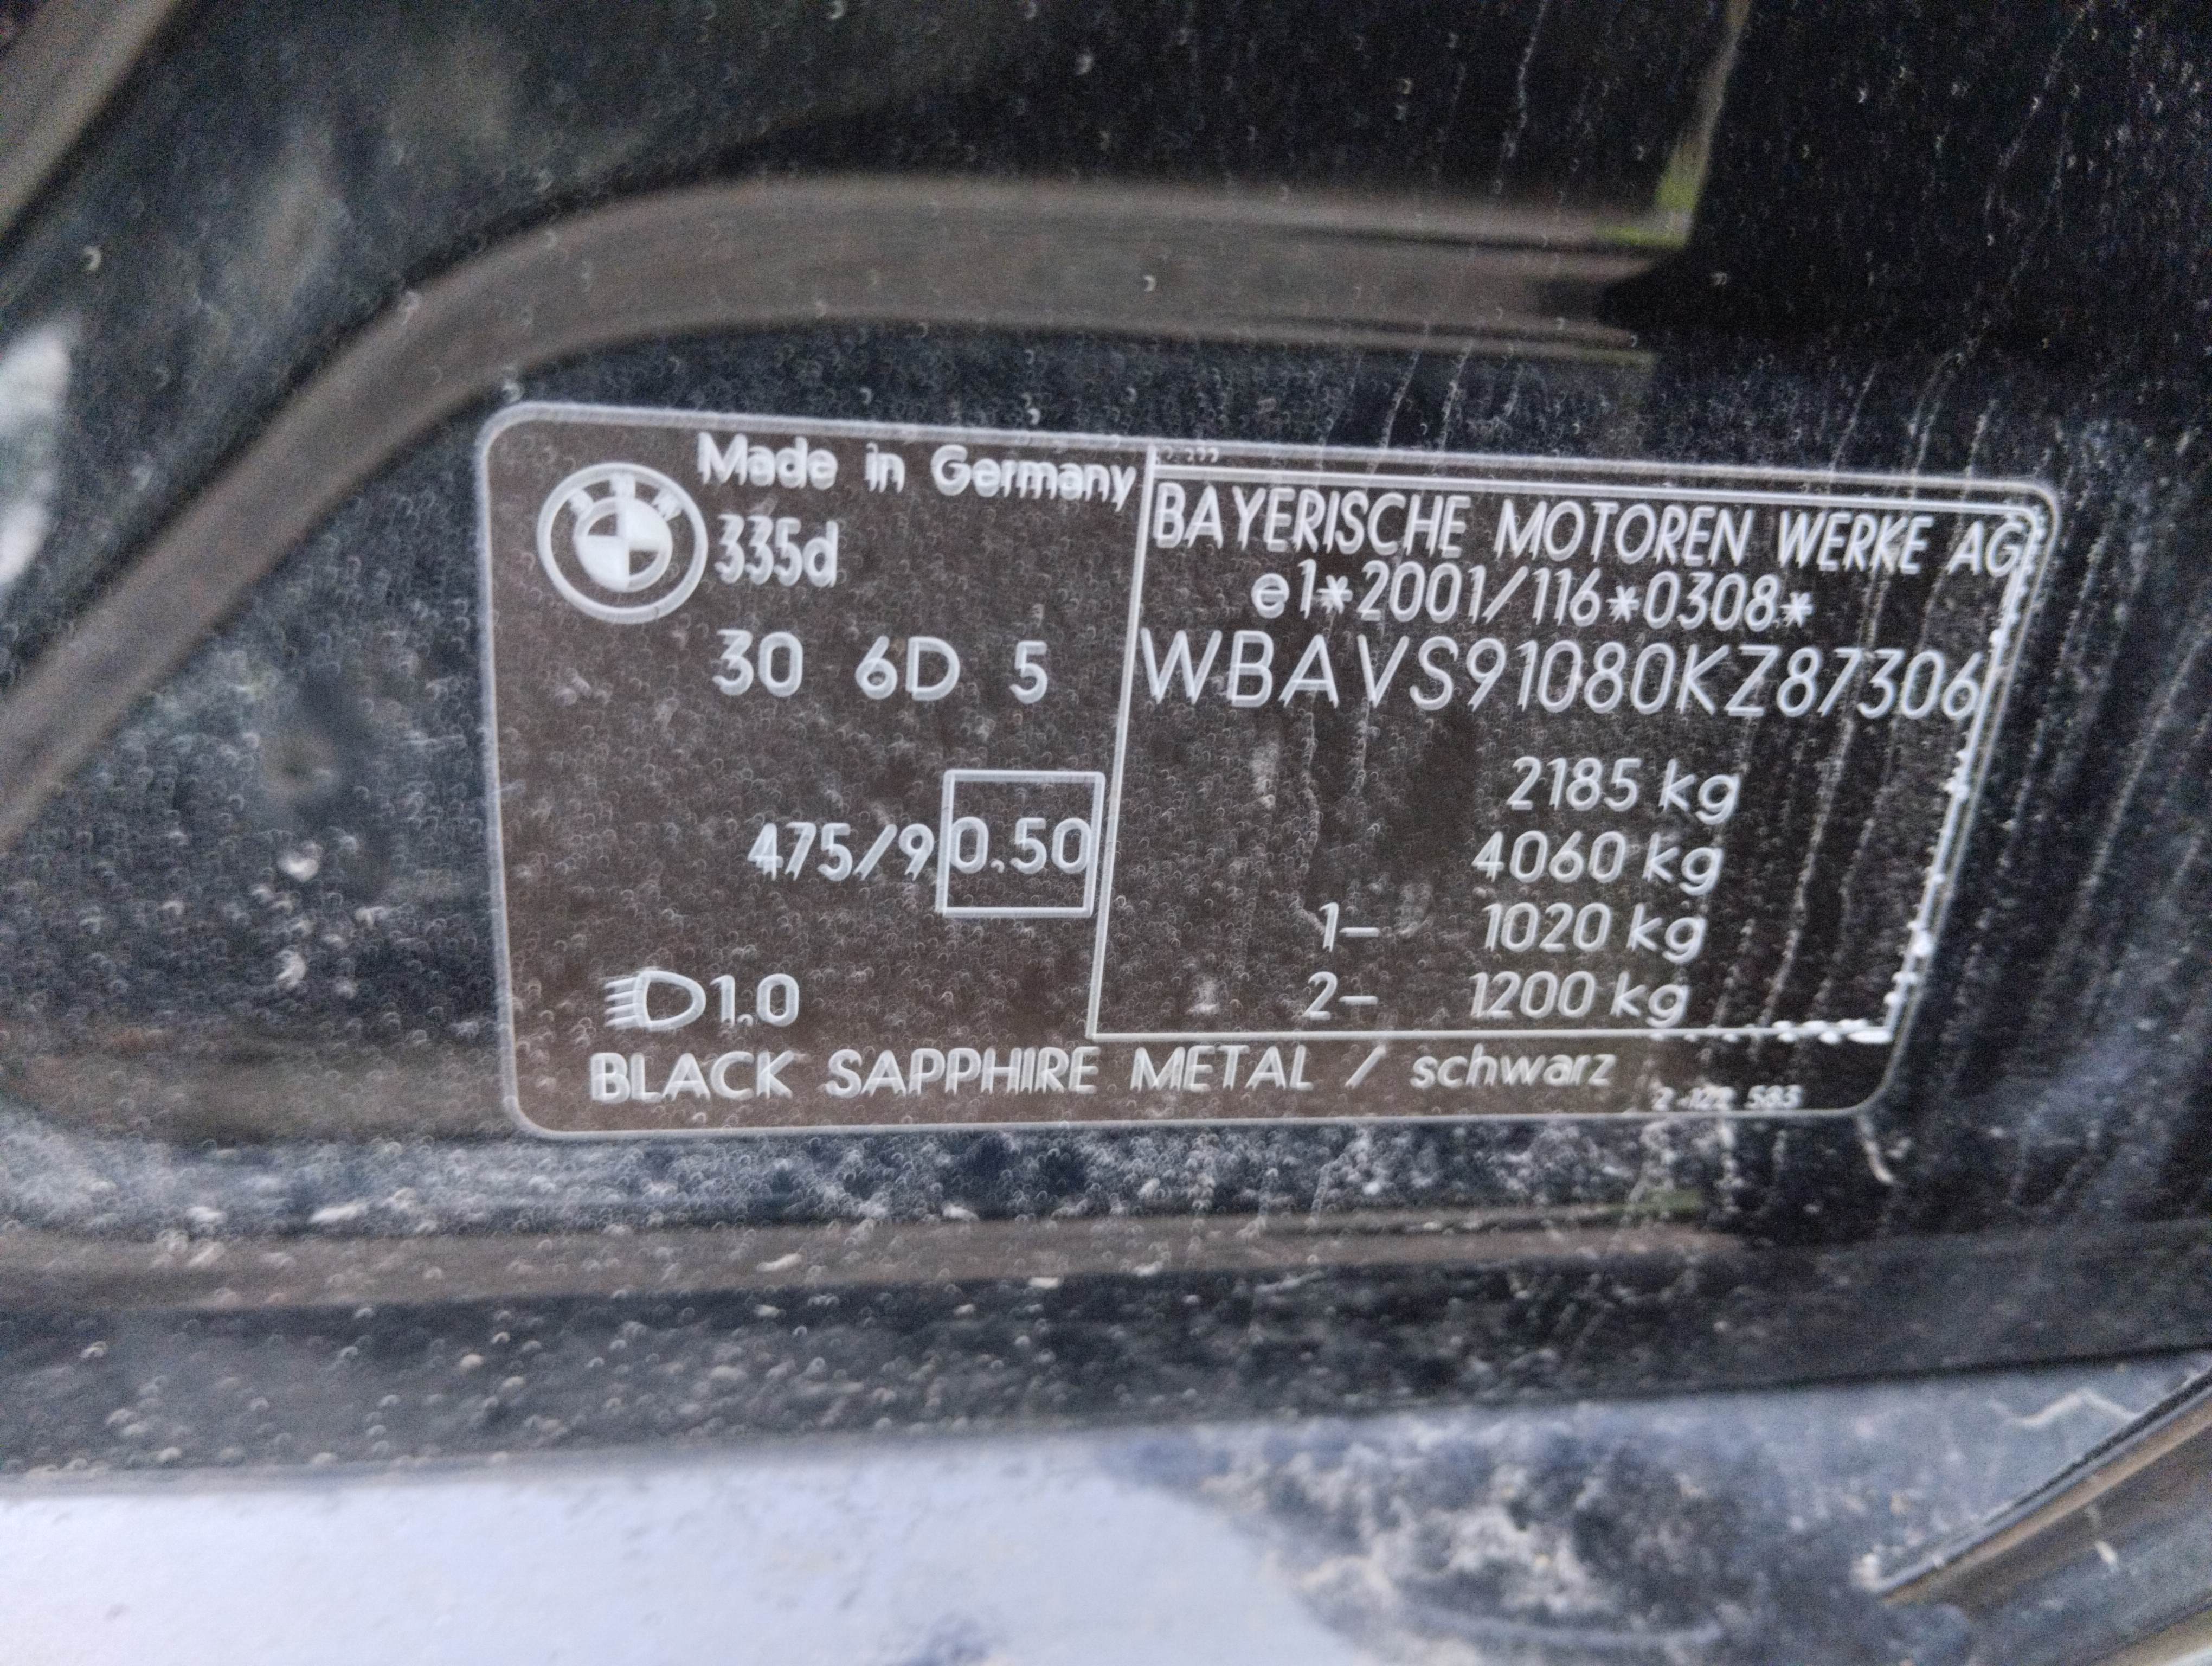 Made in Germany
BMW
335d
30 6D 5
475/9 0.50
1.0
BAYERISCHE MOTOREN WERKE AG
e1*2001/116*0308*
WBAVS91080KZ87306
2185 kg
4060 kg
1- 1020 kg
2- 1200 kg
BLACK SAPPHIRE METAL / schwarz